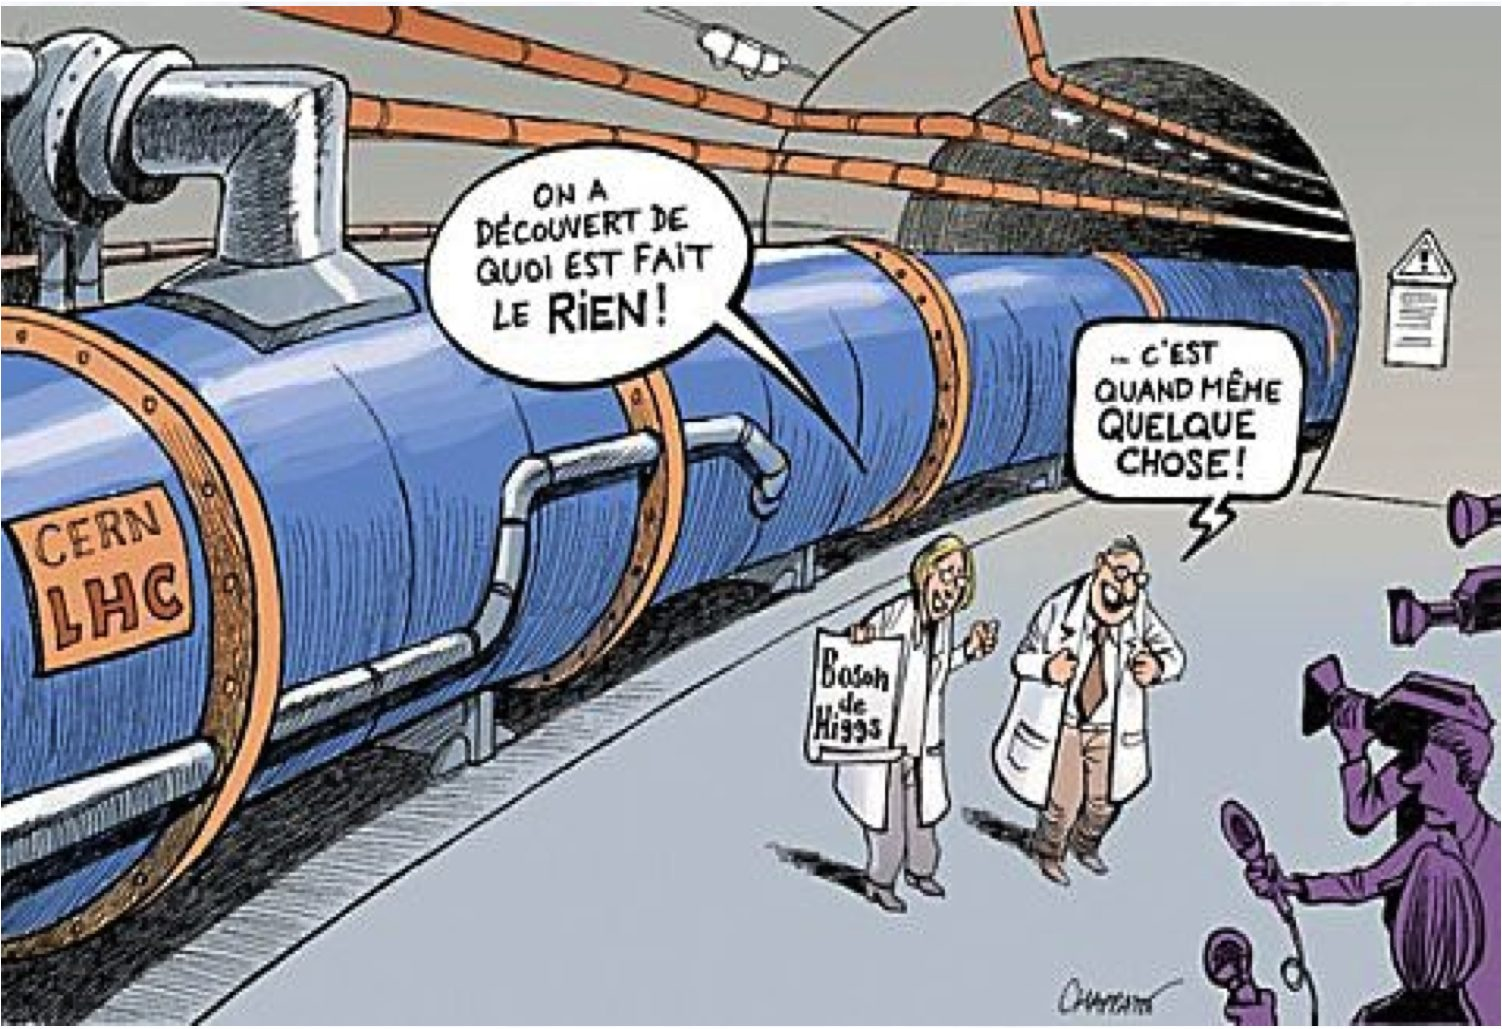 ON A
DÉCOUVERT DE
QUOI EST FAIT
LE RIEN!
... C'EST
QUAND MÊME
QUELQUE
CHOSE!
CERN
LHC
Boson
de
Higgs
CHAPPATTE